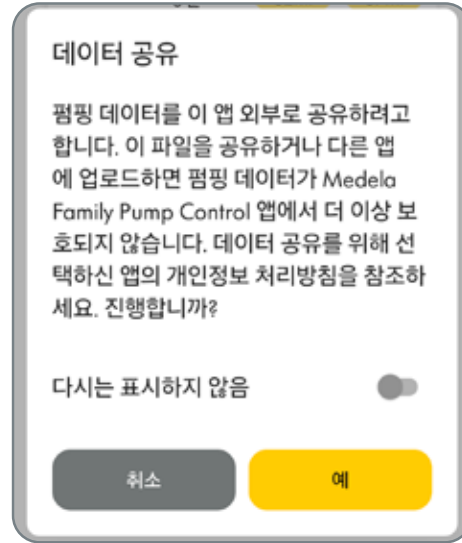 데이터 공유
펌핑 데이터를 이 앱 외부로 공유하려고
합니다. 이 파일을 공유하거나 다른 앱
에 업로드하면 펌핑 데이터가 Medela
Family Pump Control 앱에서 더 이상 보
호되지 않습니다. 데이터 공유를 위해 선
택하신 앱의 개인정보 처리방침을 참조하
세요. 진행합니까?
다시는 표시하지 않음
취소
예